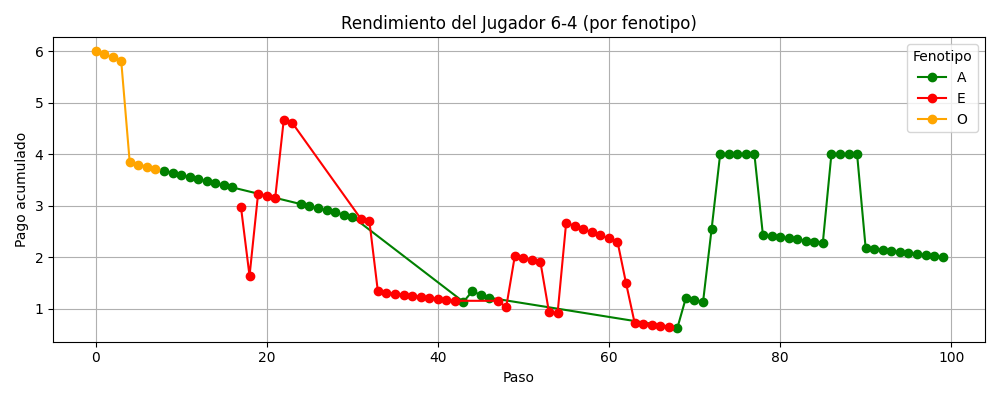 Rendimiento del Jugador 6-4 (por fenotipo)
Pago acumulado
6
5
4
3
2
1
0
20
40
60
80
100
Paso
Fenotipo
A
E
O